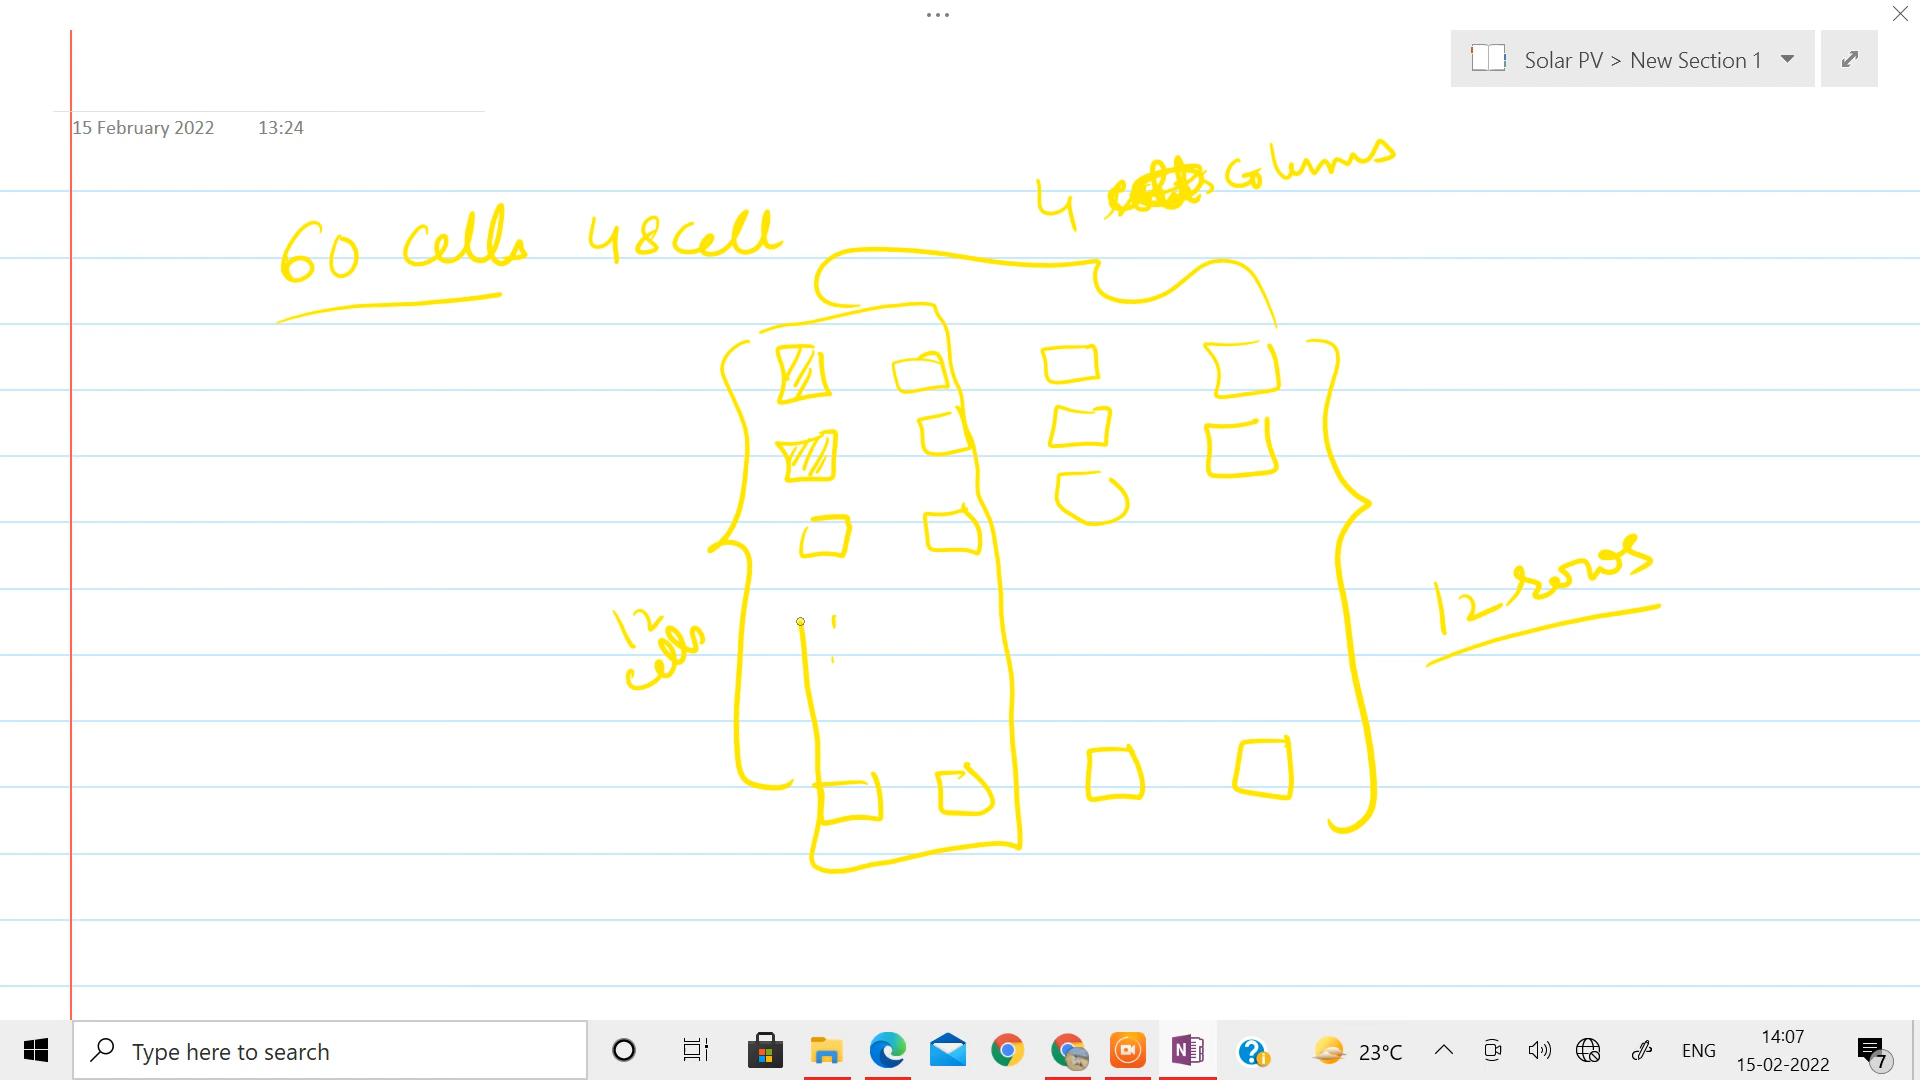 Solar PV > New Section 1
15 February 2022 13:24
4 columns
60 cells 48 cell
12 rows
12
cells
Type here to search
23°C
ENG
14:07
15-02-2022
7